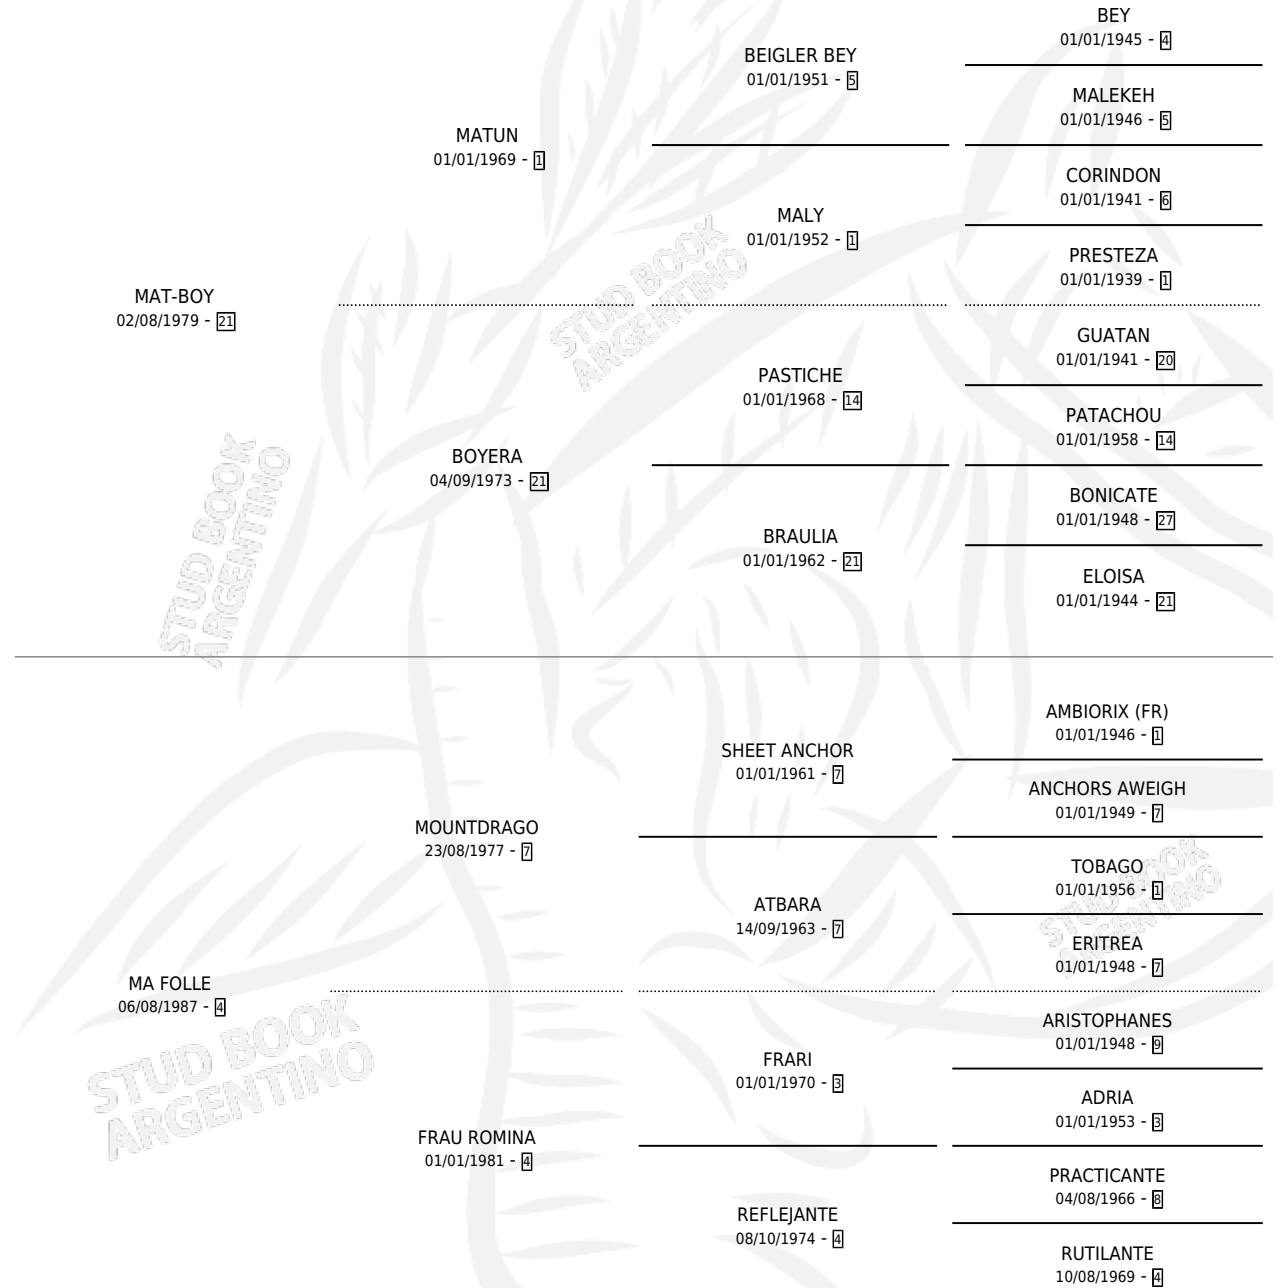 BEY
01/01/1945 - 4
BEIGLER BEY
01/01/1951 - 5
MALEKEH
01/01/1946 - 5
MATUN
01/01/1969 - 1
CORINDON
01/01/1941 - 6
MALY
01/01/1952 - 1
PRESTEZA
01/01/1939 - 1
MAT-BOY
02/08/1979 - 21
GUATAN
01/01/1941 - 20
PASTICHE
01/01/1968 - 14
PATACHOU
01/01/1958 - 14
BOYERA
04/09/1973 - 21
BONICATE
01/01/1948 - 27
BRAULIA
01/01/1962 - 21
ELOISA
01/01/1944 - 21
STUD BOOK
ARGENTINO
STUD BOOK
ARGENTINO
AMBIORIX (FR)
01/01/1946 - 1
SHEET ANCHOR
01/01/1961 - 7
ANCHORS AWEIGH
01/01/1949 - 7
MOUNTDRAGO
23/08/1977 - 7
TOBAGO
01/01/1956 - 1
ATBARA
14/09/1963 - 7
ERITREA
01/01/1948 - 7
MA FOLLE
06/08/1987 - 4
ARISTOPHANES
01/01/1948 - 9
FRARI
01/01/1970 - 3
ADRIA
01/01/1953 - 3
FRAU ROMINA
01/01/1981 - 4
PRACTICANTE
04/08/1966 - 8
REFLEJANTE
08/10/1974 - 4
RUTILANTE
10/08/1969 - 4
STUD BOOK
ARGENTINO
STUD BOOK
ARGENTINO